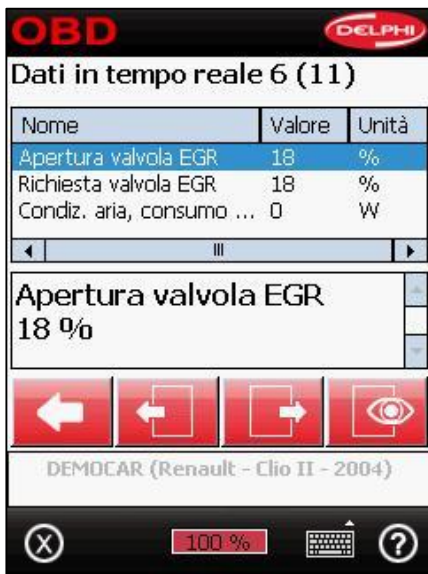 OBD
DELPHI
Dati in tempo reale 6 (11)
Nome Valore Unità
Apertura valvola EGR 18 %
Richiesta valvola EGR 18 %
Condiz. aria, consumo ... 0 W
Apertura valvola EGR
18 %
DEMOCAR (Renault - Clio II - 2004)
100 %